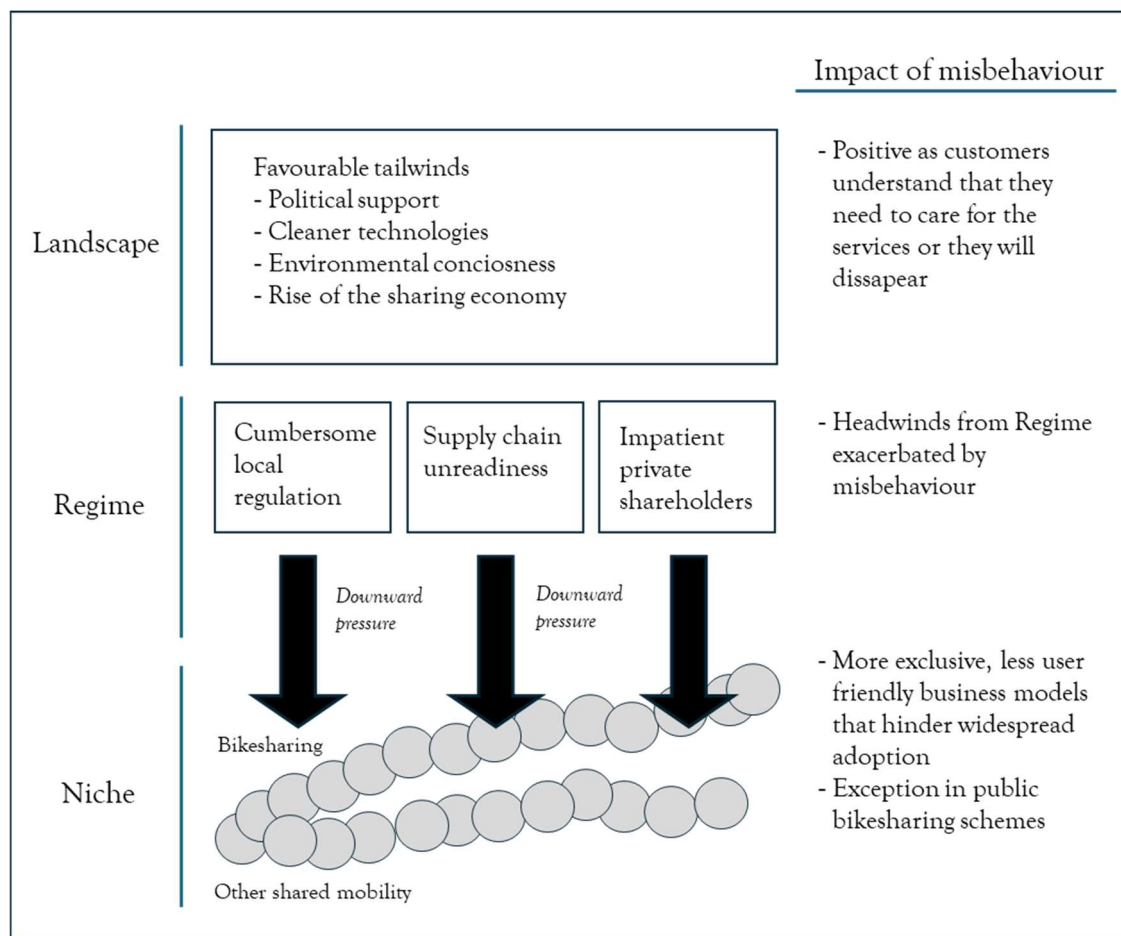 Impact of misbehaviour
Landscape
Favourable tailwinds
- Political support
- Cleaner technologies
- Environmental conciosness
- Rise of the sharing economy
- Positive as customers
understand that they
need to care for the
services or they will
dissapear
Regime
Cumbersome
local
regulation
Supply chain
unreadiness
Impatient
private
shareholders
- Headwinds from Regime
exacerbated by
misbehaviour
Downward
pressure
Downward
pressure
Niche
Bikesharing
Other shared mobility
- More exclusive, less user
friendly business models
that hinder widespread
adoption
- Exception in public
bikesharing schemes